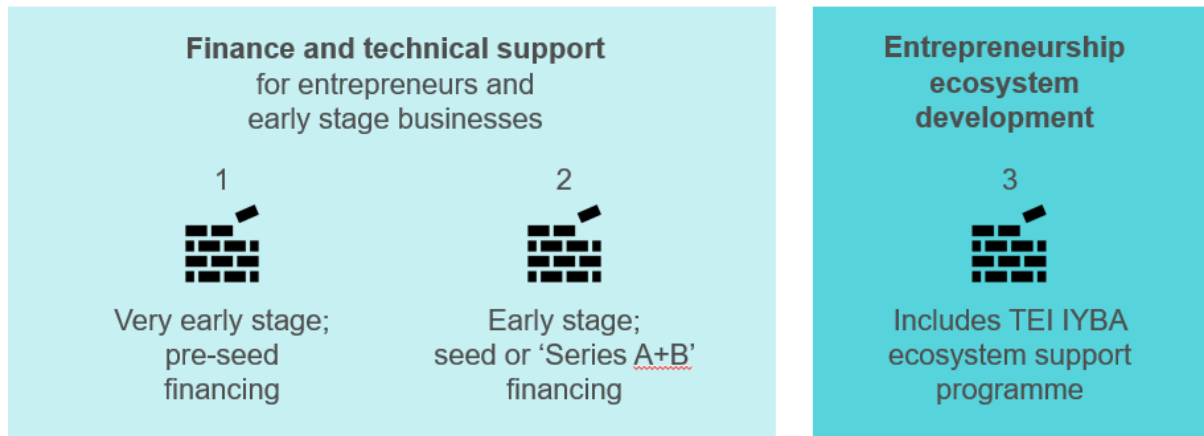 Finance and technical support
for entrepreneurs and
early stage businesses
1
Very early stage;
pre-seed
financing
2
Early stage;
seed or ‘Series A+B’
financing
Entrepreneurship
ecosystem
development
3
Includes TEI IYBA
ecosystem support
programme